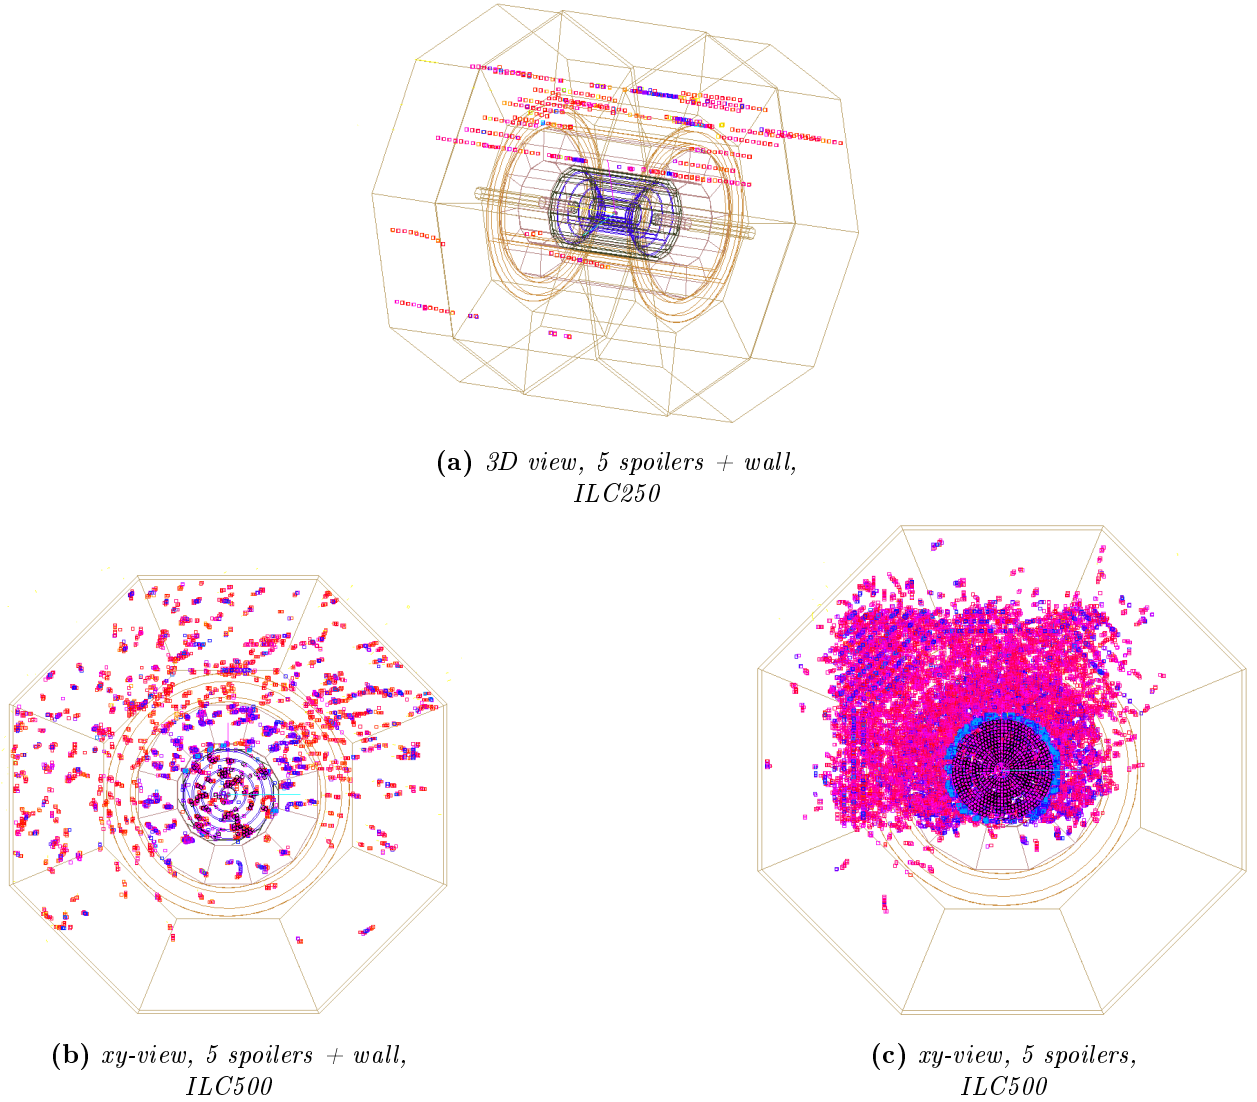 (a) 3D view, 5 spoilers + wall,
ILC250
(b) xy-view, 5 spoilers + wall,
ILC500
(c) xy-view, 5 spoilers,
ILC500